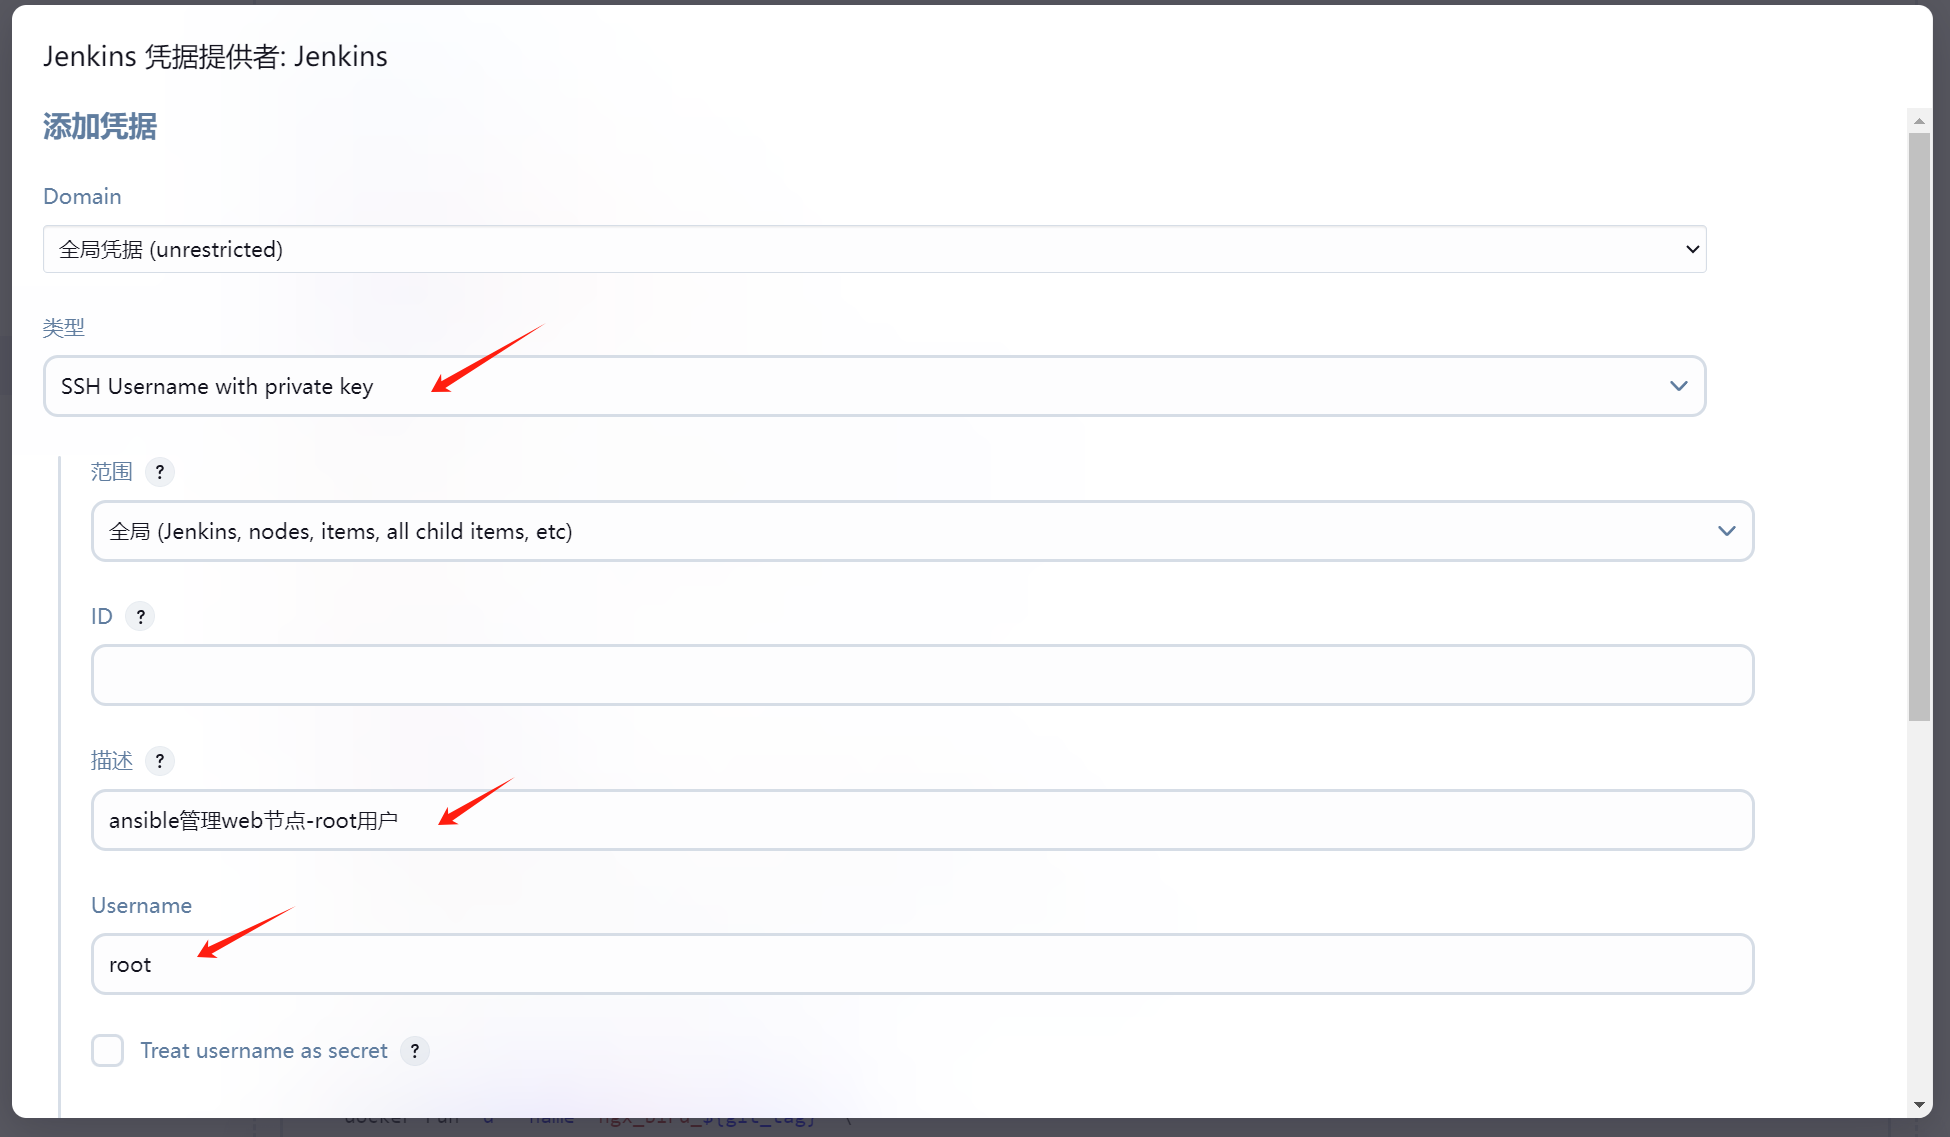 Jenkins 凭据提供者: Jenkins
添加凭据
Domain
全局凭据 (unrestricted)
类型
SSH Username with private key
范围 ?
全局 (Jenkins, nodes, items, all child items, etc)
ID ?
描述 ?
ansible管理web节点-root用户
Username
root
Treat username as secret ?